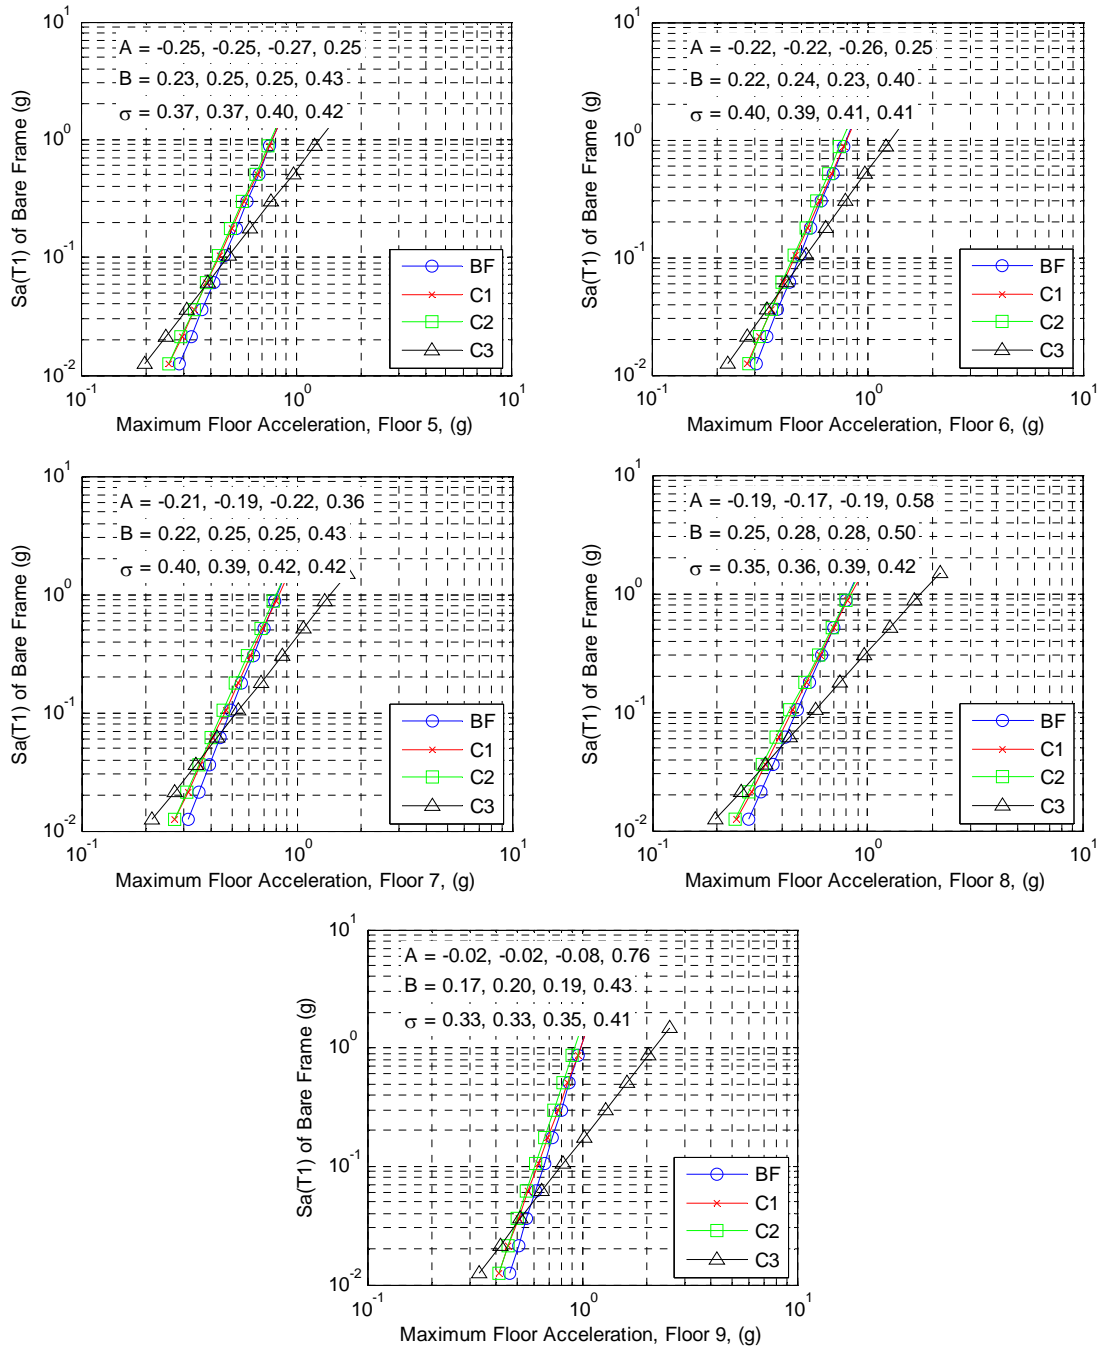 A = -0.25, -0.25, -0.27, 0.25
B = 0.23, 0.25, 0.25, 0.43
σ = 0.37, 0.37, 0.40, 0.42
Sa(T1) of Bare Frame (g)
10^1
10^0
10^-1
10^-2
BF
C1
C2
C3
10^-1 10^0 10^1
Maximum Floor Acceleration, Floor 5, (g)
A = -0.22, -0.22, -0.26, 0.25
B = 0.22, 0.24, 0.23, 0.40
σ = 0.40, 0.39, 0.41, 0.41
Sa(T1) of Bare Frame (g)
10^1
10^0
10^-1
10^-2
BF
C1
C2
C3
10^-1 10^0 10^1
Maximum Floor Acceleration, Floor 6, (g)
A = -0.21, -0.19, -0.22, 0.36
B = 0.22, 0.25, 0.25, 0.43
σ = 0.40, 0.39, 0.42, 0.42
Sa(T1) of Bare Frame (g)
10^1
10^0
10^-1
10^-2
BF
C1
C2
C3
10^-1 10^0 10^1
Maximum Floor Acceleration, Floor 7, (g)
A = -0.19, -0.17, -0.19, 0.58
B = 0.25, 0.28, 0.28, 0.50
σ = 0.35, 0.36, 0.39, 0.42
Sa(T1) of Bare Frame (g)
10^1
10^0
10^-1
10^-2
BF
C1
C2
C3
10^-1 10^0 10^1
Maximum Floor Acceleration, Floor 8, (g)
A = -0.02, -0.02, -0.08, 0.76
B = 0.17, 0.20, 0.19, 0.43
σ = 0.33, 0.33, 0.35, 0.41
Sa(T1) of Bare Frame (g)
10^1
10^0
10^-1
10^-2
BF
C1
C2
C3
10^-1 10^0 10^1
Maximum Floor Acceleration, Floor 9, (g)